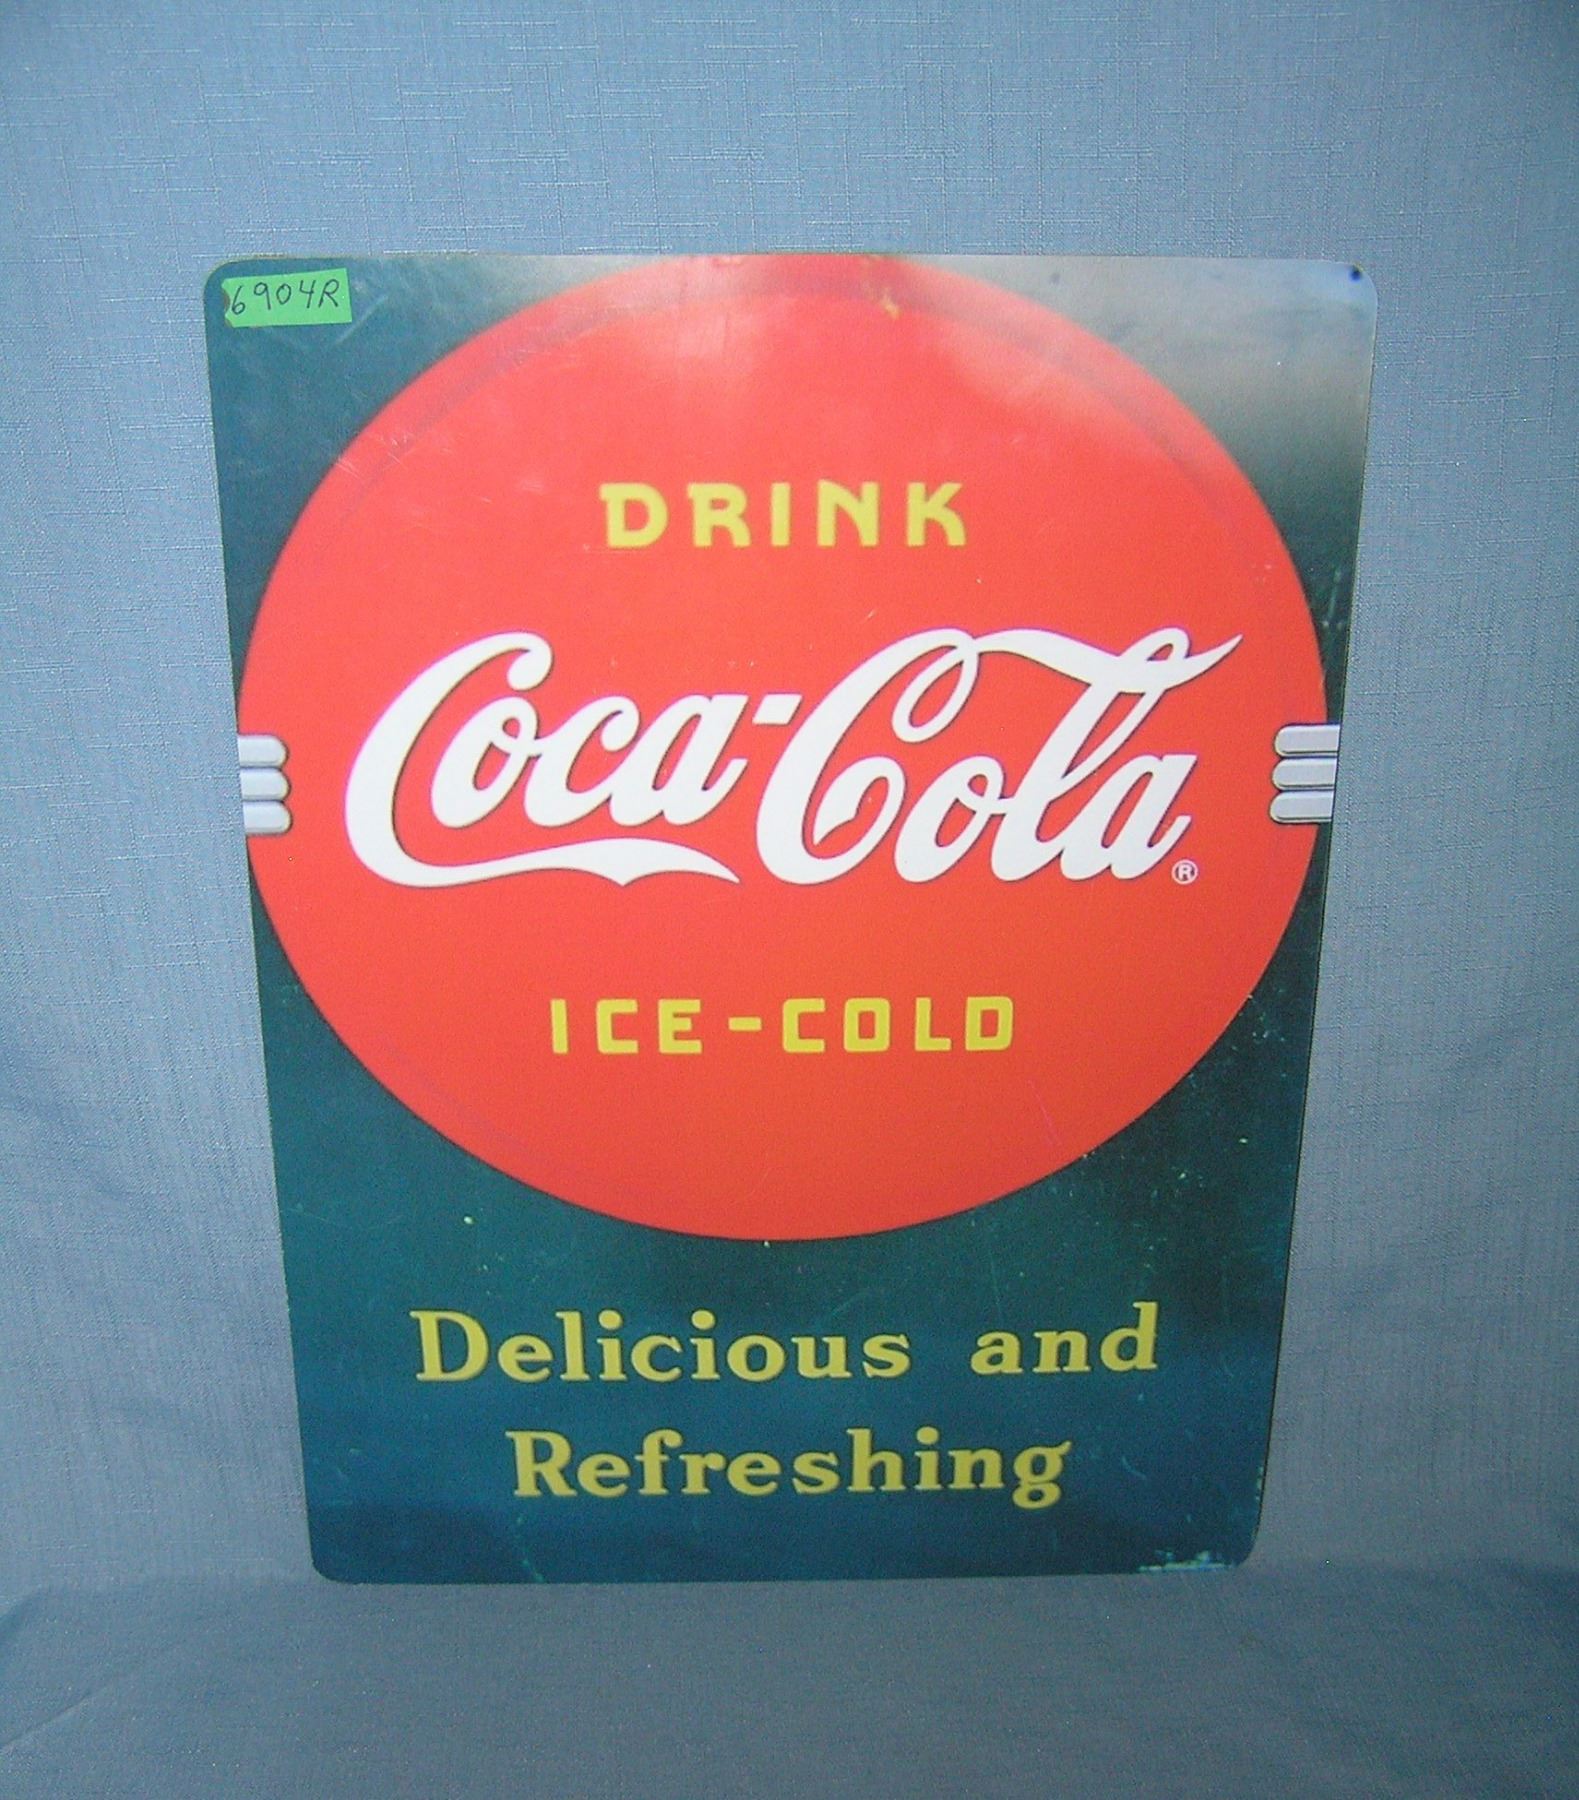 6904R
DRINK
Coca-Cola
®
ICE-COLD
Delicious and
Refreshing